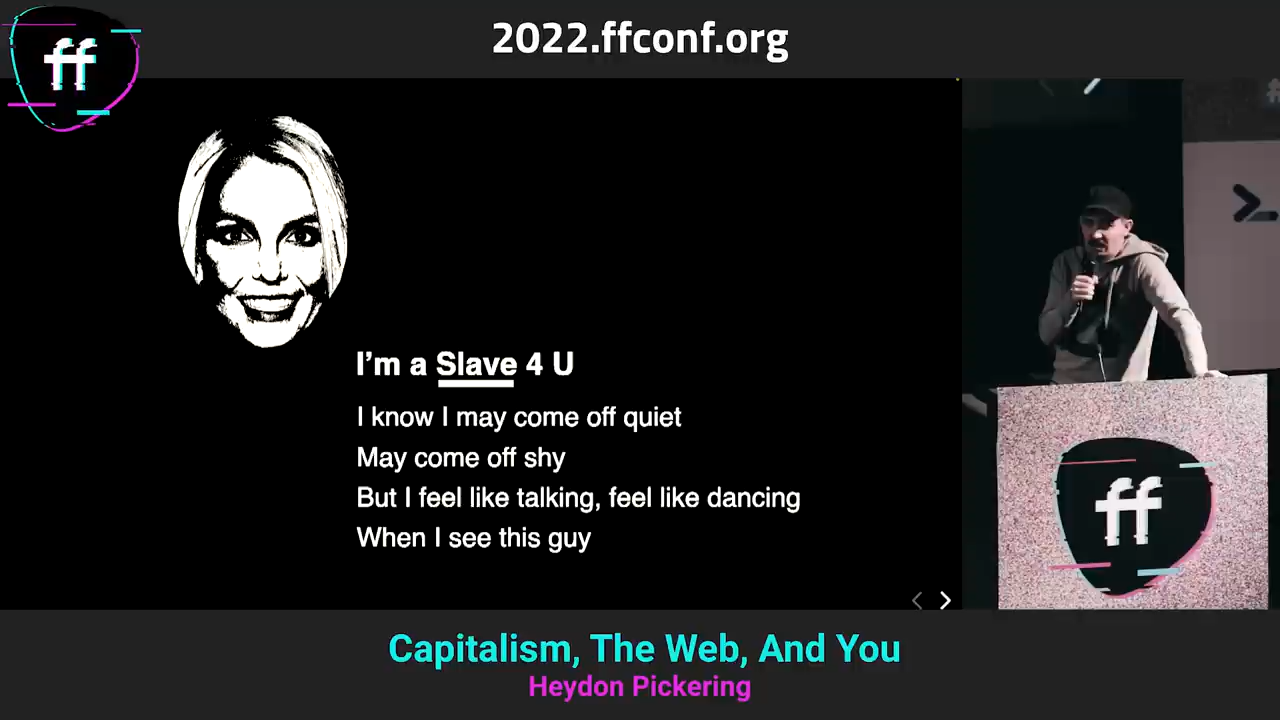 2022.ffconf.org
ff
I'm a Slave 4 U
I know I may come off quiet
May come off shy
But I feel like talking, feel like dancing
When I see this guy
ff
Capitalism, The Web, And You
Heydon Pickering